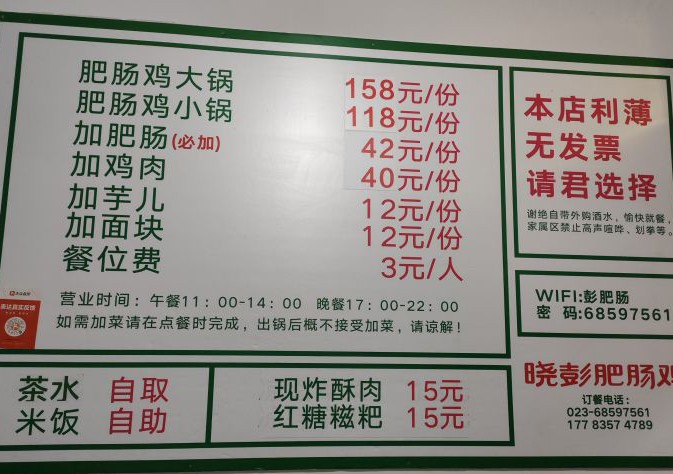 肥肠鸡大锅 158元/份
肥肠鸡小锅 118元/份
加肥肠(必加) 42元/份
加鸡肉 40元/份
加芋儿 12元/份
加面块 12元/份
餐位费 3元/人
营业时间：午餐11：00-14：00 晚餐17：00-22：00
如需加菜请在点餐时完成，出锅后概不接受加菜，请谅解！
本店利薄
无发票
请君选择
谢绝自带外购酒水，愉快就餐，
家属区禁止高声喧哗、划拳等。
WIFI:彭肥肠
密 码:68597561
茶水 自取
米饭 自助
现炸酥肉 15元
红糖糍粑 15元
晓彭肥肠鸡
订餐电话：
023-68597561
177 8357 4789